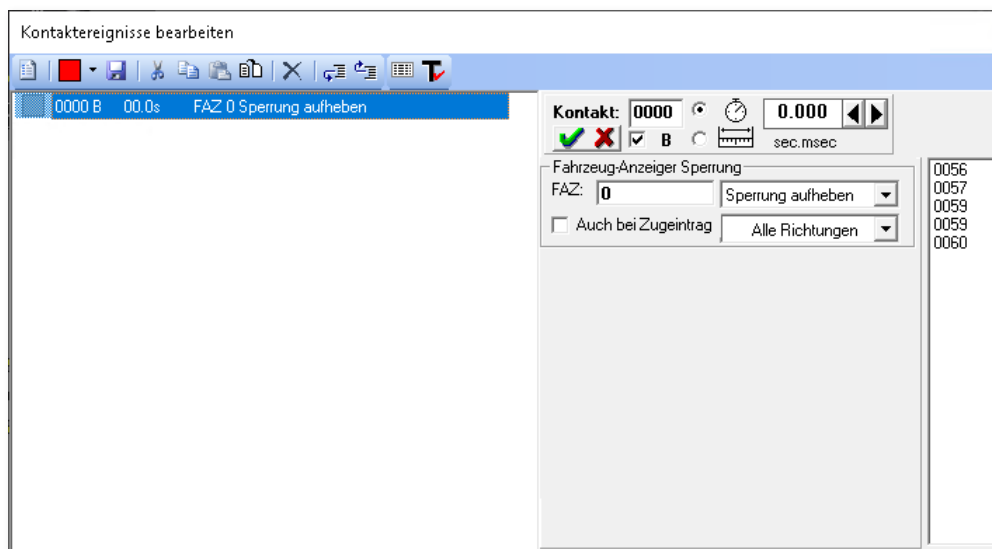 Kontaktereignisse bearbeiten
0000 B 00.0s FAZ 0 Sperrung aufheben
Kontakt: 0000 0.000
B sec.msec
Fahrzeug-Anzeiger Sperrung
FAZ: 0 Sperrung aufheben
Auch bei Zugeintrag Alle Richtungen
0056
0057
0059
0059
0060